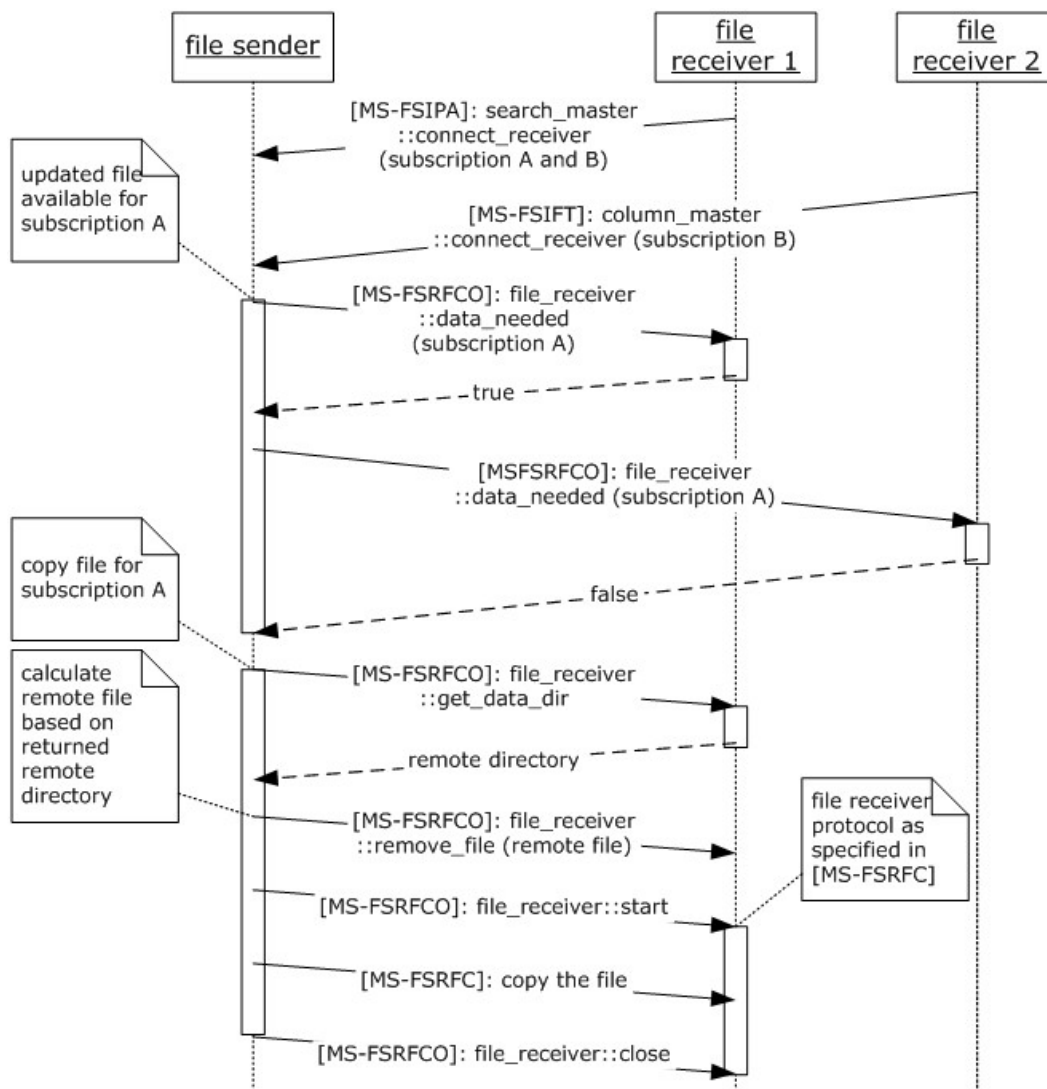 file sender
file
receiver 1
file
receiver 2
[MS-FSIPA]: search_master
::connect_receiver
(subscription A and B)
updated file
available for
subscription A
[MS-FSIFT]: column_master
::connect_receiver (subscription B)
[MS-FSRFCO]: file_receiver
::data_needed
(subscription A)
true
[MSFSRFCO]: file_receiver
::data_needed (subscription A)
copy file for
subscription A
false
calculate
remote file
based on
returned
remote
directory
[MS-FSRFCO]: file_receiver
::get_data_dir
remote directory
[MS-FSRFCO]: file_receiver
::remove_file (remote file)
file receiver
protocol as
specified in
[MS-FSRFC]
[MS-FSRFCO]: file_receiver::start
[MS-FSRFC]: copy the file
[MS-FSRFCO]: file_receiver::close